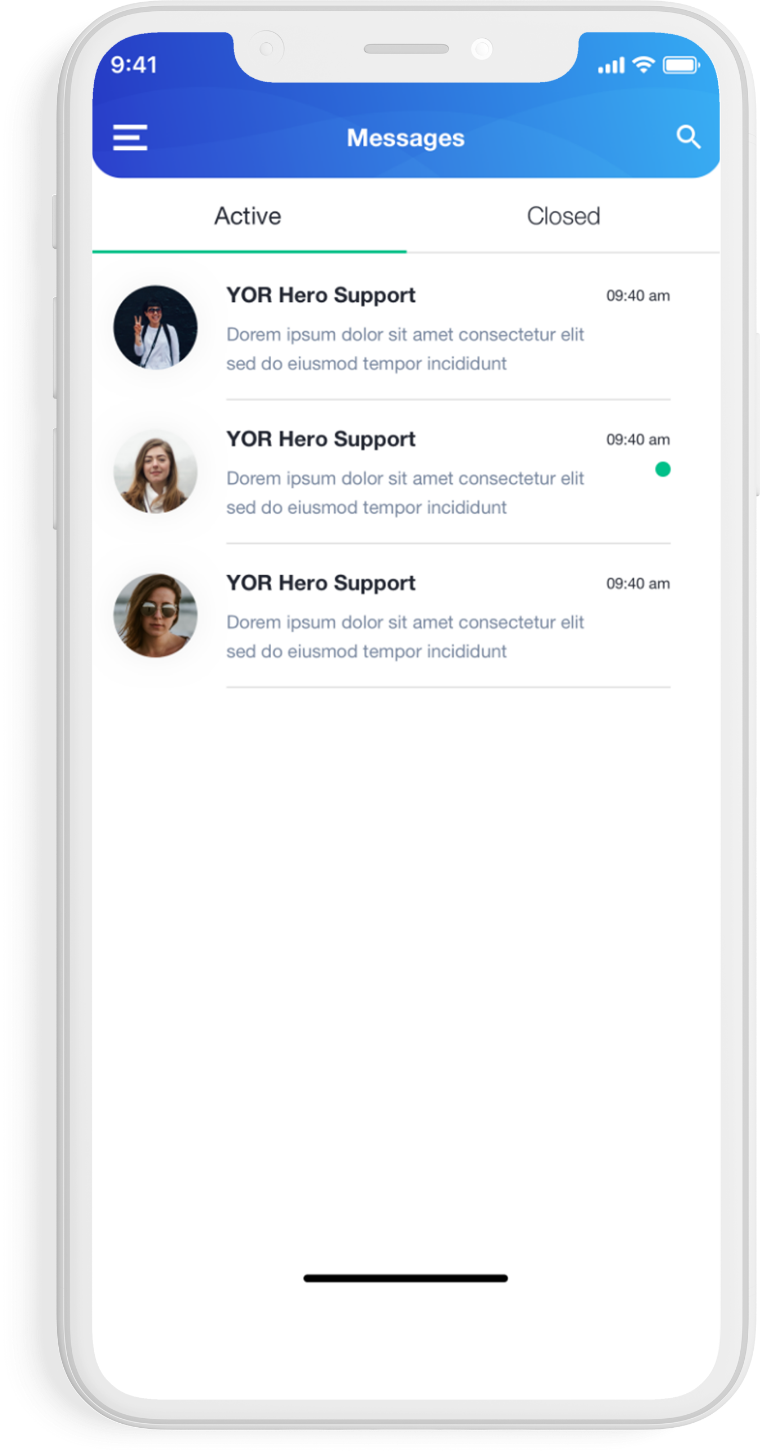 9:41
Messages
Active
Closed
YOR Hero Support
09:40 am
Dorem ipsum dolor sit amet consectetur elit
sed do eiusmod tempor incididunt
YOR Hero Support
09:40 am
Dorem ipsum dolor sit amet consectetur elit
sed do eiusmod tempor incididunt
YOR Hero Support
09:40 am
Dorem ipsum dolor sit amet consectetur elit
sed do eiusmod tempor incididunt